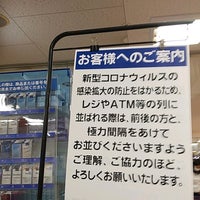 お客様へのご案内
新型コロナウィルスの
感染拡大の防止をはかるため、
レジやATM等の列に
並ばれる際は、前後の方と、
極力間隔をあけて
お並びくださいますよう
ご理解、ご協力のほど、
よろしくお願いいたします。